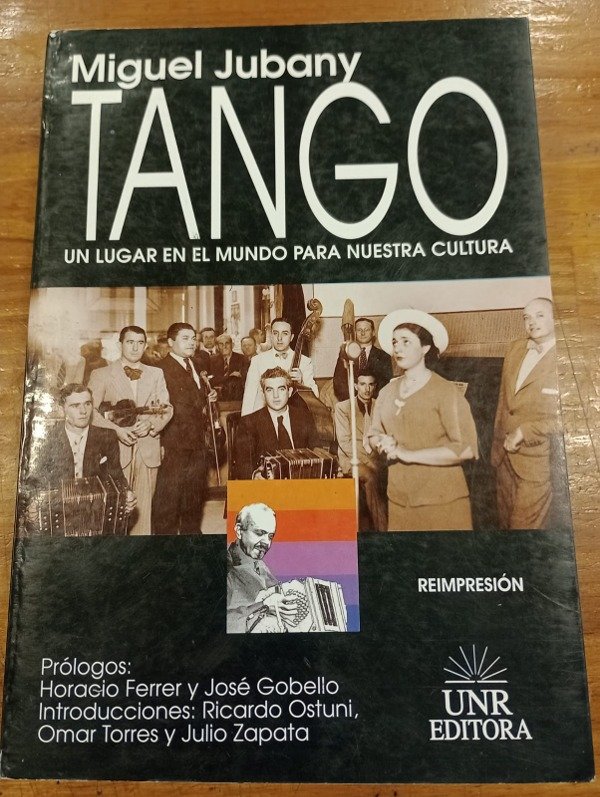 Miguel Jubany
TANGO
UN LUGAR EN EL MUNDO PARA NUESTRA CULTURA
REIMPRESIÓN
Prólogos:
Horacio Ferrer y José Gobello
Introducciones: Ricardo Ostuni,
Omar Torres y Julio Zapata
UNR
EDITORA